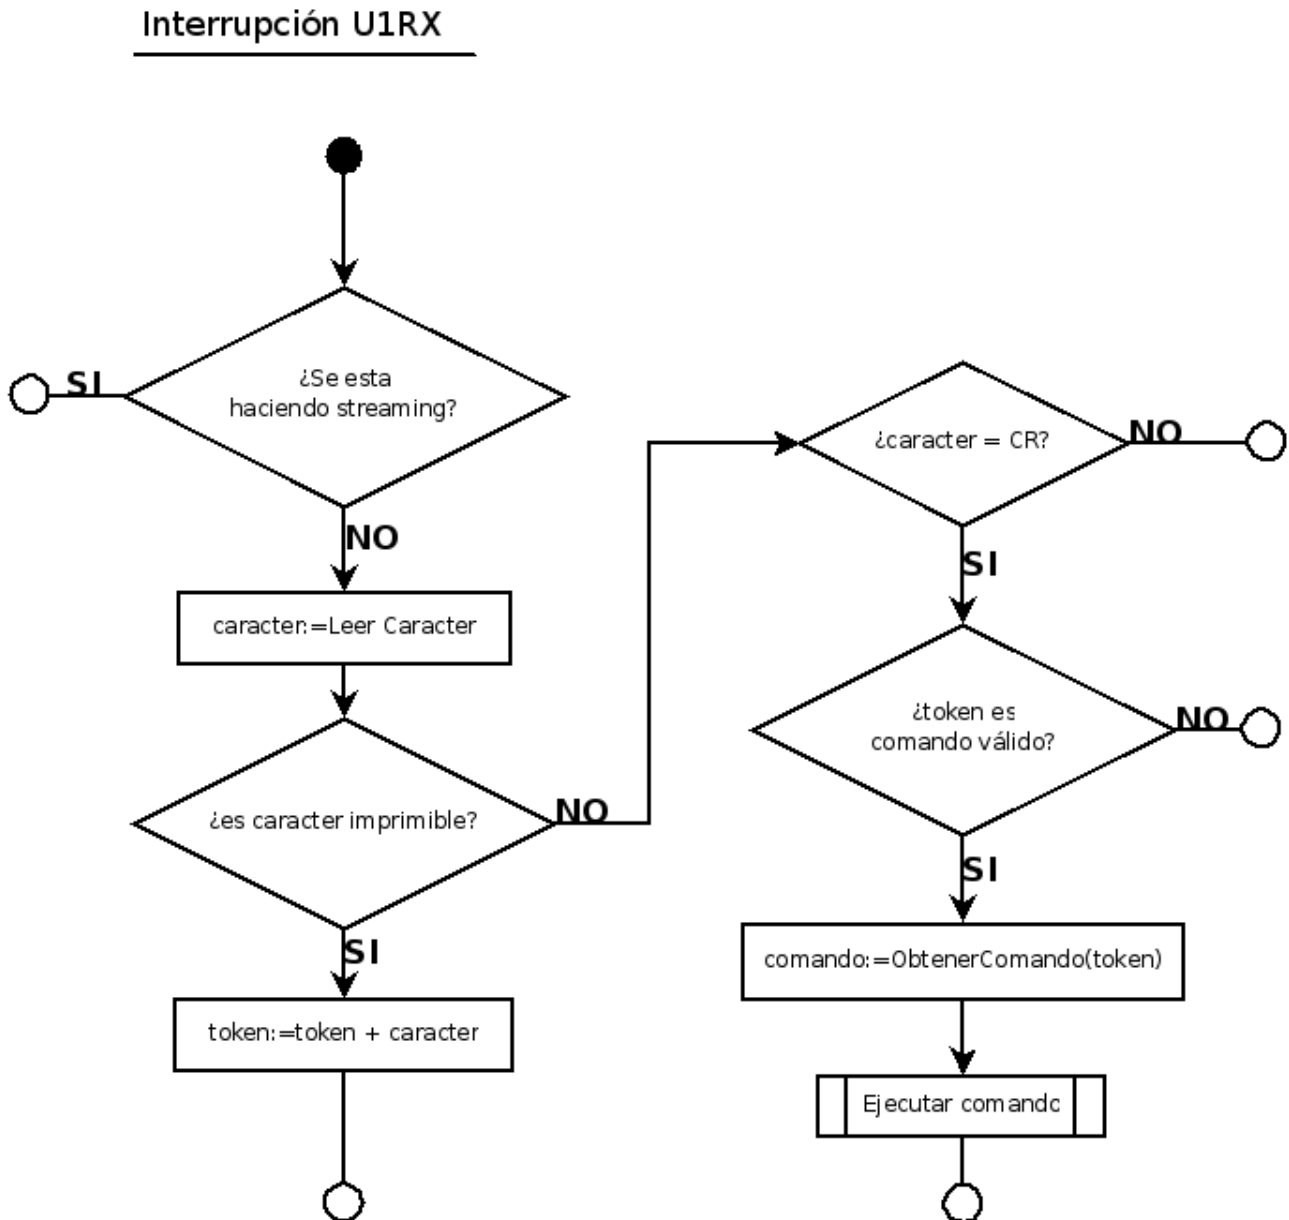 Interrupción U1RX
¿Se esta
haciendo streaming?
SI
NO
caracter:=Leer Caracter
¿es caracter imprimible?
NO
SI
token:=token + caracter
¿caracter = CR?
NO
SI
¿token es
comando válido?
NO
SI
comando:=ObtenerComando(token)
Ejecutar comando